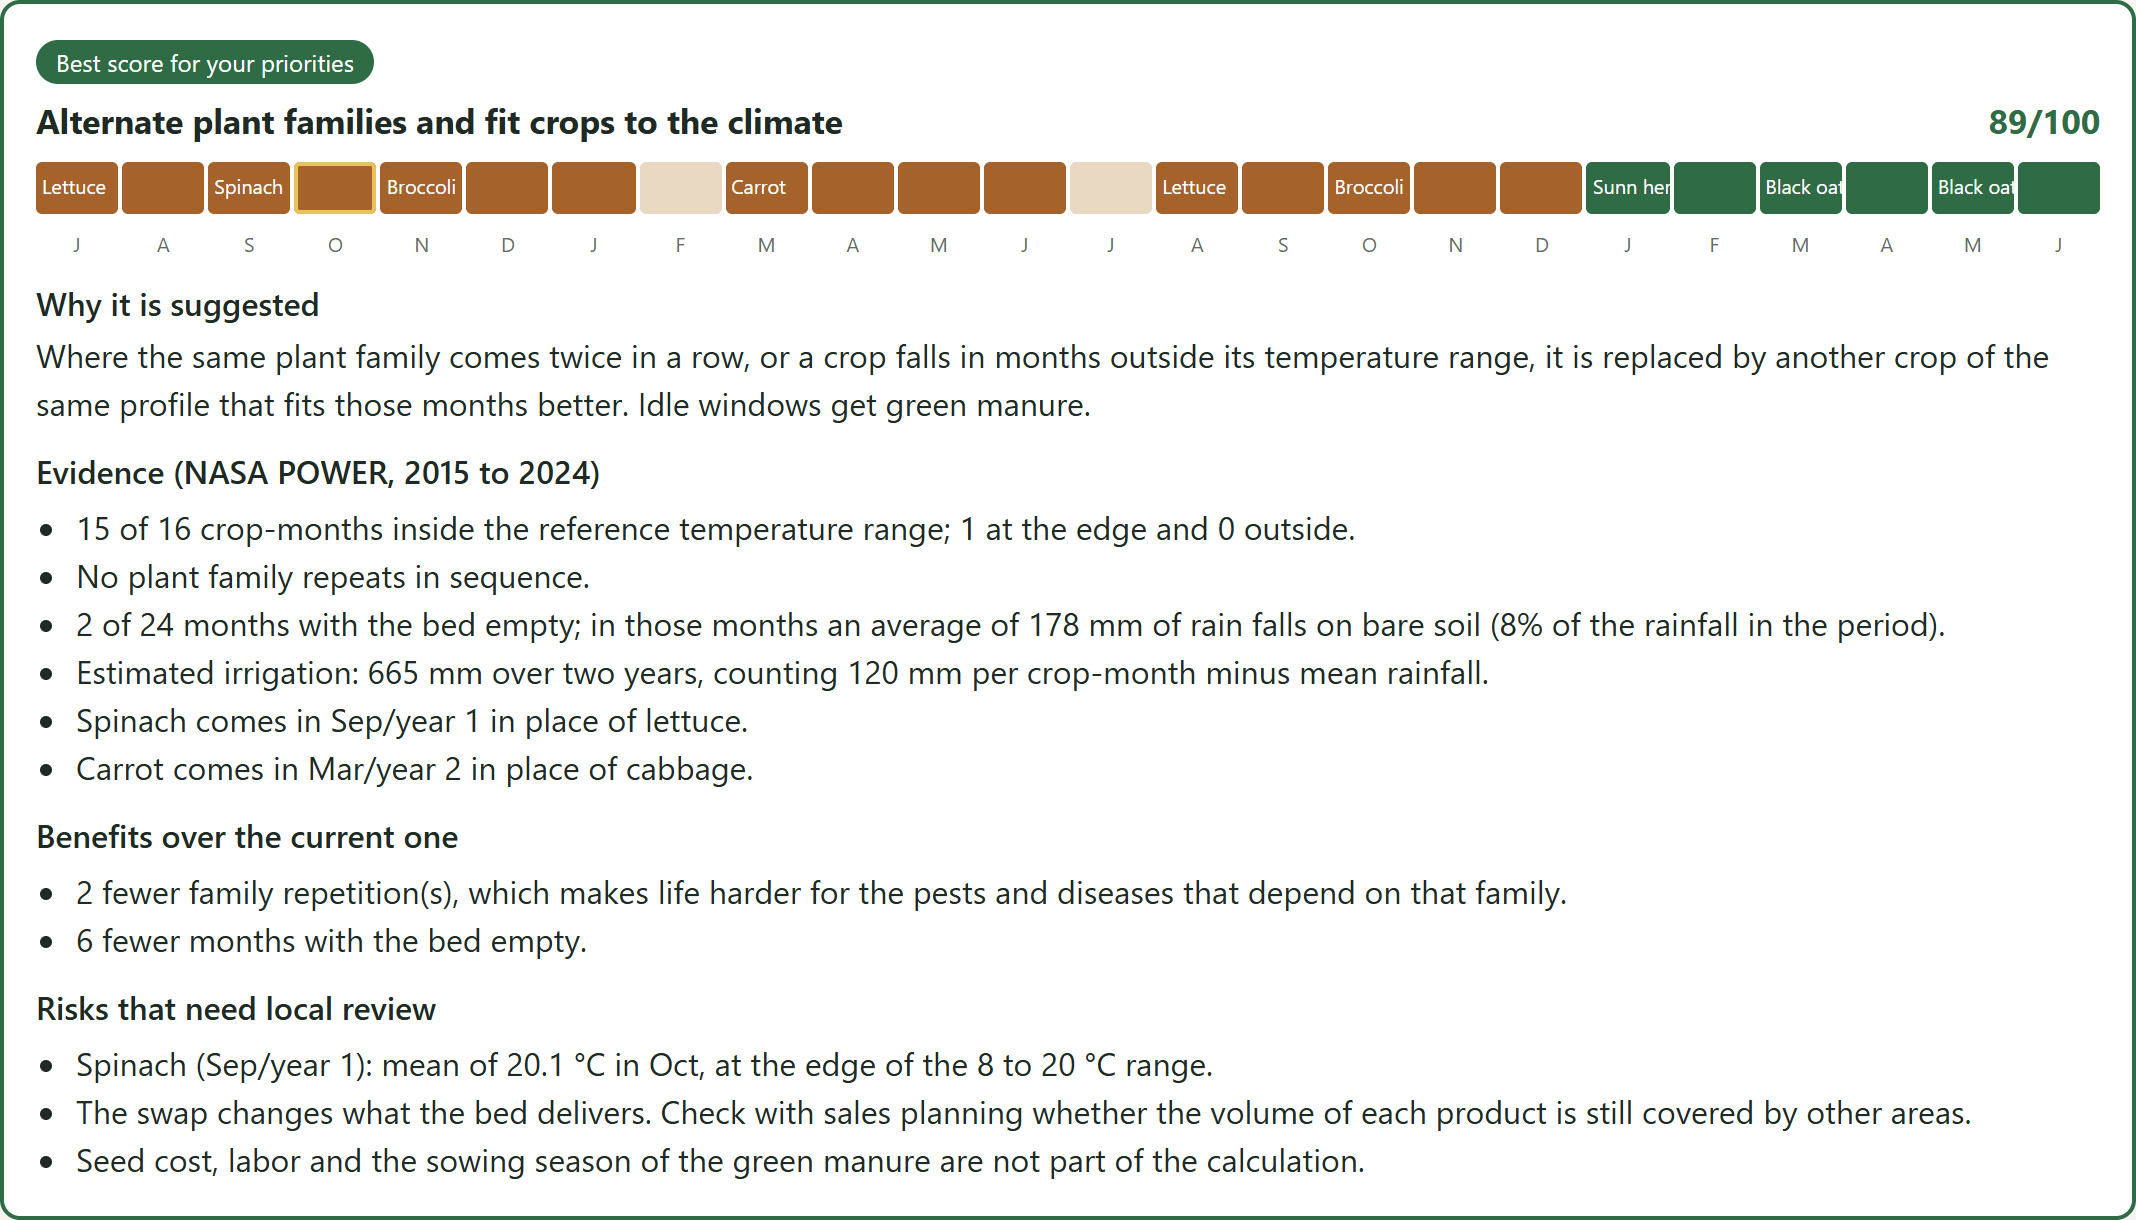 Best score for your priorities
Alternate plant families and fit crops to the climate 89/100
Lettuce Spinach Broccoli Carrot Lettuce Broccoli Sunn her Black oat Black oat
J A S O N D J F M A M J J A S O N D J F M A M J
Why it is suggested
Where the same plant family comes twice in a row, or a crop falls in months outside its temperature range, it is replaced by another crop of the
same profile that fits those months better. Idle windows get green manure.
Evidence (NASA POWER, 2015 to 2024)
• 15 of 16 crop-months inside the reference temperature range; 1 at the edge and 0 outside.
• No plant family repeats in sequence.
• 2 of 24 months with the bed empty; in those months an average of 178 mm of rain falls on bare soil (8% of the rainfall in the period).
• Estimated irrigation: 665 mm over two years, counting 120 mm per crop-month minus mean rainfall.
• Spinach comes in Sep/year 1 in place of lettuce.
• Carrot comes in Mar/year 2 in place of cabbage.
Benefits over the current one
• 2 fewer family repetition(s), which makes life harder for the pests and diseases that depend on that family.
• 6 fewer months with the bed empty.
Risks that need local review
• Spinach (Sep/year 1): mean of 20.1 °C in Oct, at the edge of the 8 to 20 °C range.
• The swap changes what the bed delivers. Check with sales planning whether the volume of each product is still covered by other areas.
• Seed cost, labor and the sowing season of the green manure are not part of the calculation.